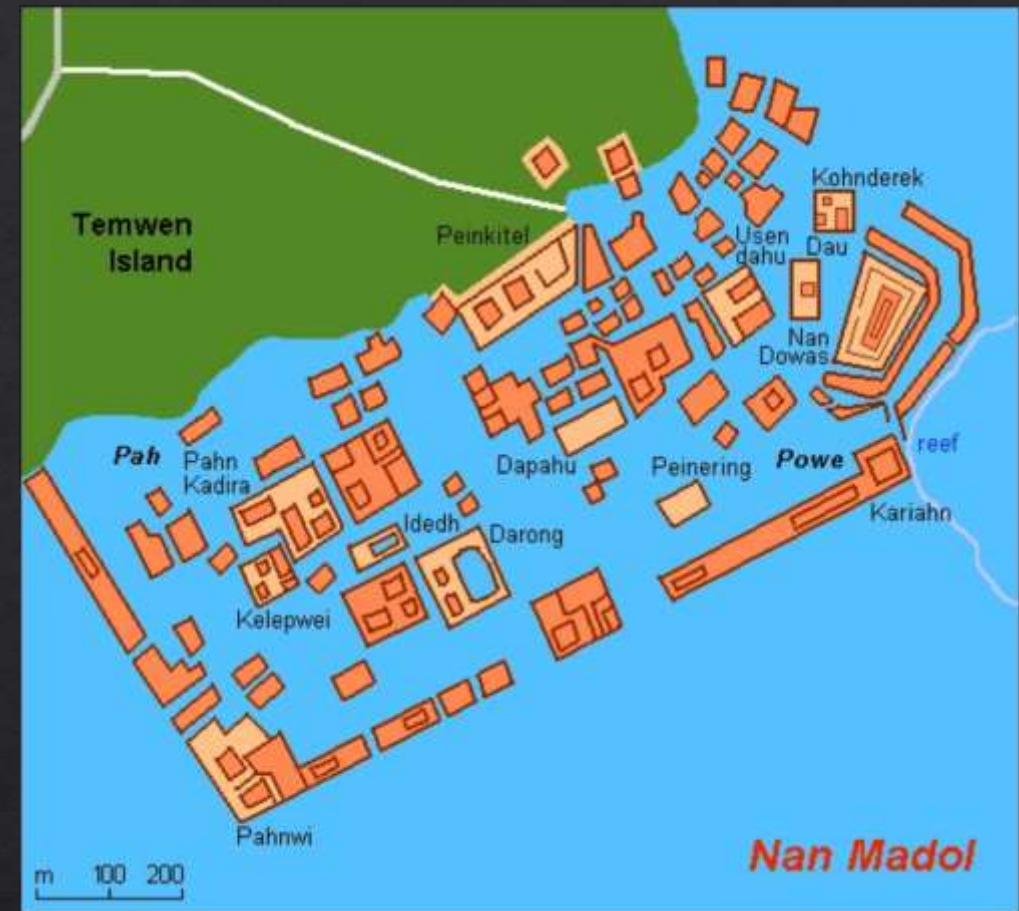 Temwen
Island
Peinkitel
Kohnderek
Usen
dahu
Dau
Nan
Dowas
Pah
Pahn
Kadira
Dapahu
Peinering
Powe
reef
Kariahn
Idedh
Darong
Kelepwei
Pahnwi
m 100 200
Nan Madol